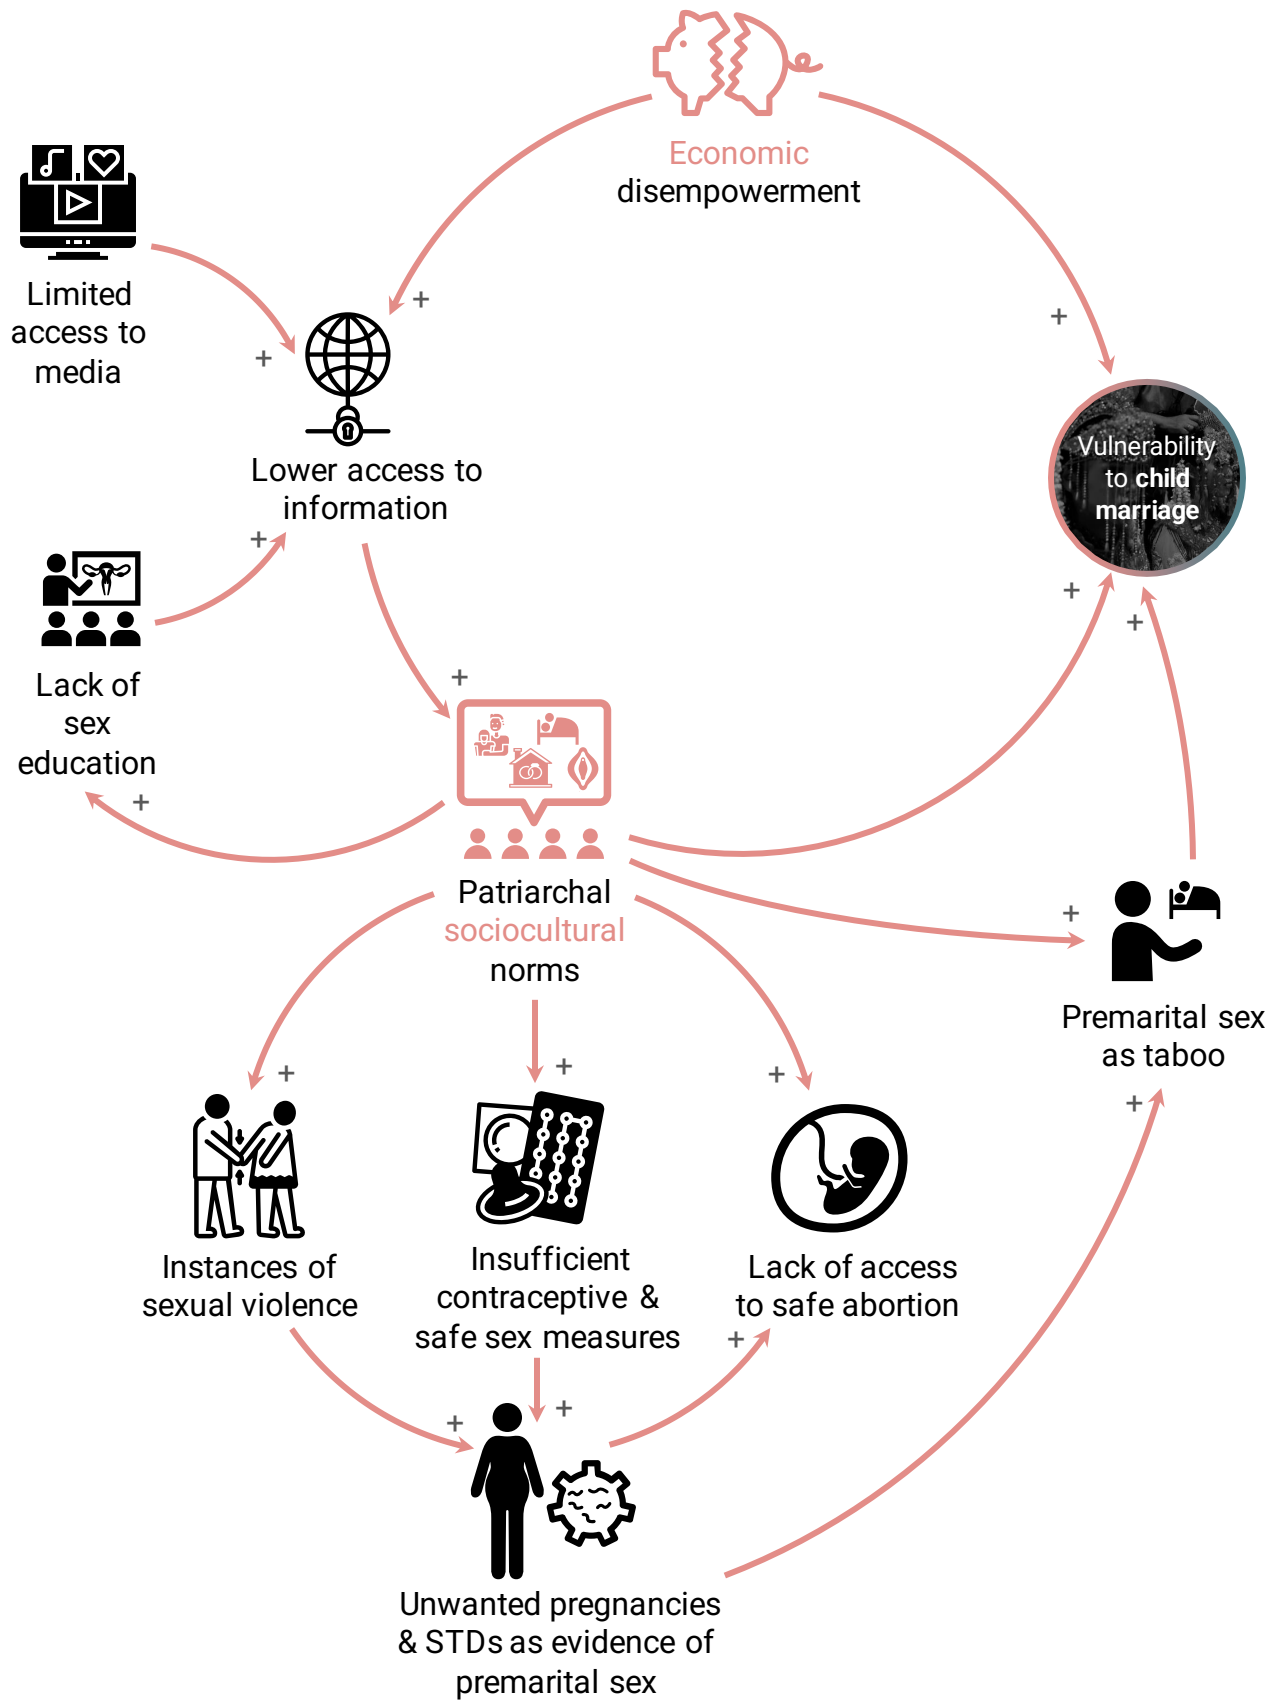 Economic
disempowerment
Limited
access to
media
+
+
+
Lower access to
information
Vulnerability
to child
marriage
+
+
+
Lack of
sex
education
+
+
Patriarchal
sociocultural
norms
+
Premarital sex
as taboo
+
+
+
+
Instances of
sexual violence
Insufficient
contraceptive &
safe sex measures
Lack of access
to safe abortion
+
+
+
Unwanted pregnancies
& STDs as evidence of
premarital sex